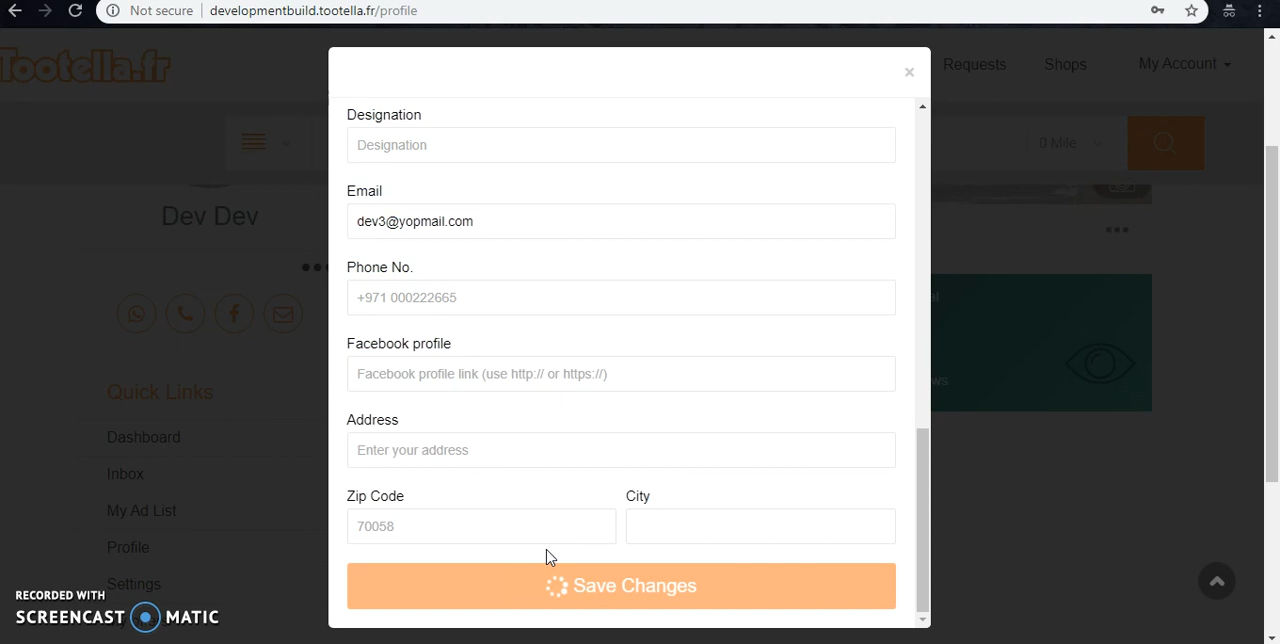 Not secure | developmentbuild.tootella.fr/profile
Tootella.fr
Requests
Shops
My Account
×
0 Mile
Designation
Designation
Email
dev3@yopmail.com
Phone No.
+971 000222665
Facebook profile
Facebook profile link (use http:// or https://)
Address
Enter your address
Zip Code
City
70058
Save Changes
Dev Dev
Quick Links
Dashboard
Inbox
My Ad List
Profile
Settings
RECORDED WITH
SCREENCAST MATIC